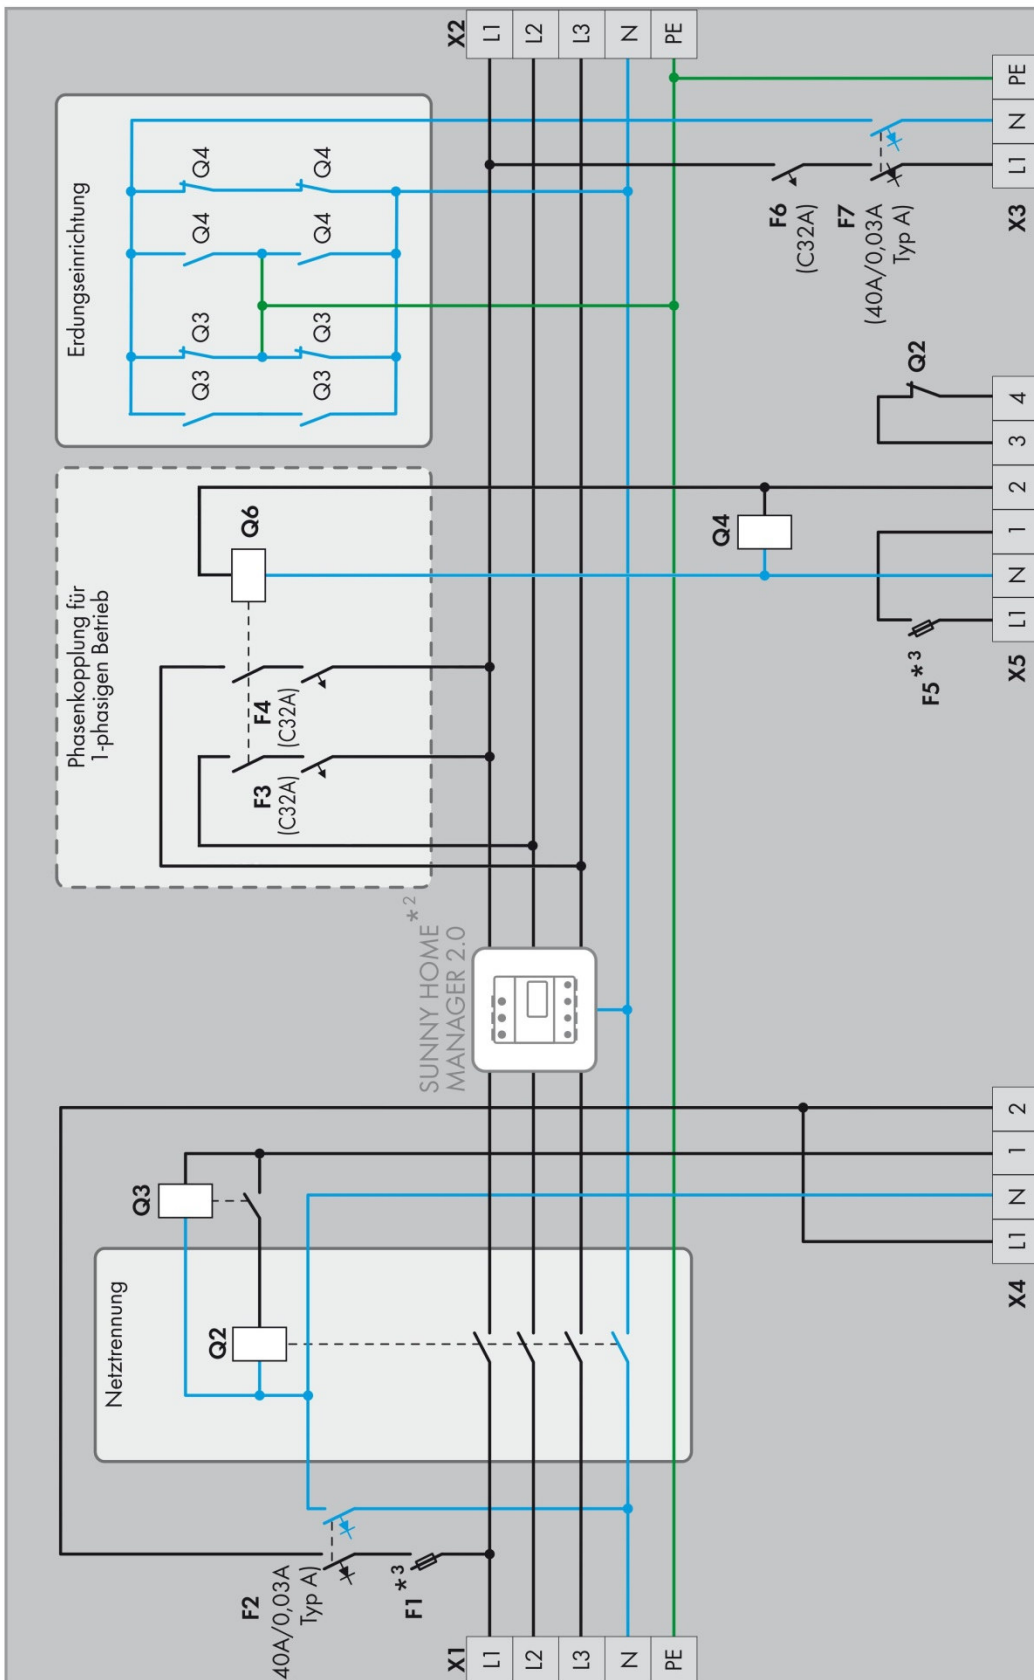 X2
L1
L2
L3
N
PE
Erdungseinrichtung
Q4
Q4
Q4
Q4
Q3
Q3
Q3
Q3
F6
(C32A)
F7
(40A/0,03A
Typ A)
PE
N
L1
X3
Phasenkopplung für
1-phasigen Betrieb
Q6
F4
(C32A)
F3
(C32A)
Q4
Q2
F5 *3
4
3
2
1
N
L1
X5
SUNNY HOME *2
MANAGER 2.0
Q3
Netztrennung
Q2
2
1
N
L1
X4
F2
40A/0,03A
Typ A)
F1 *3
X1
L1
L2
L3
N
PE